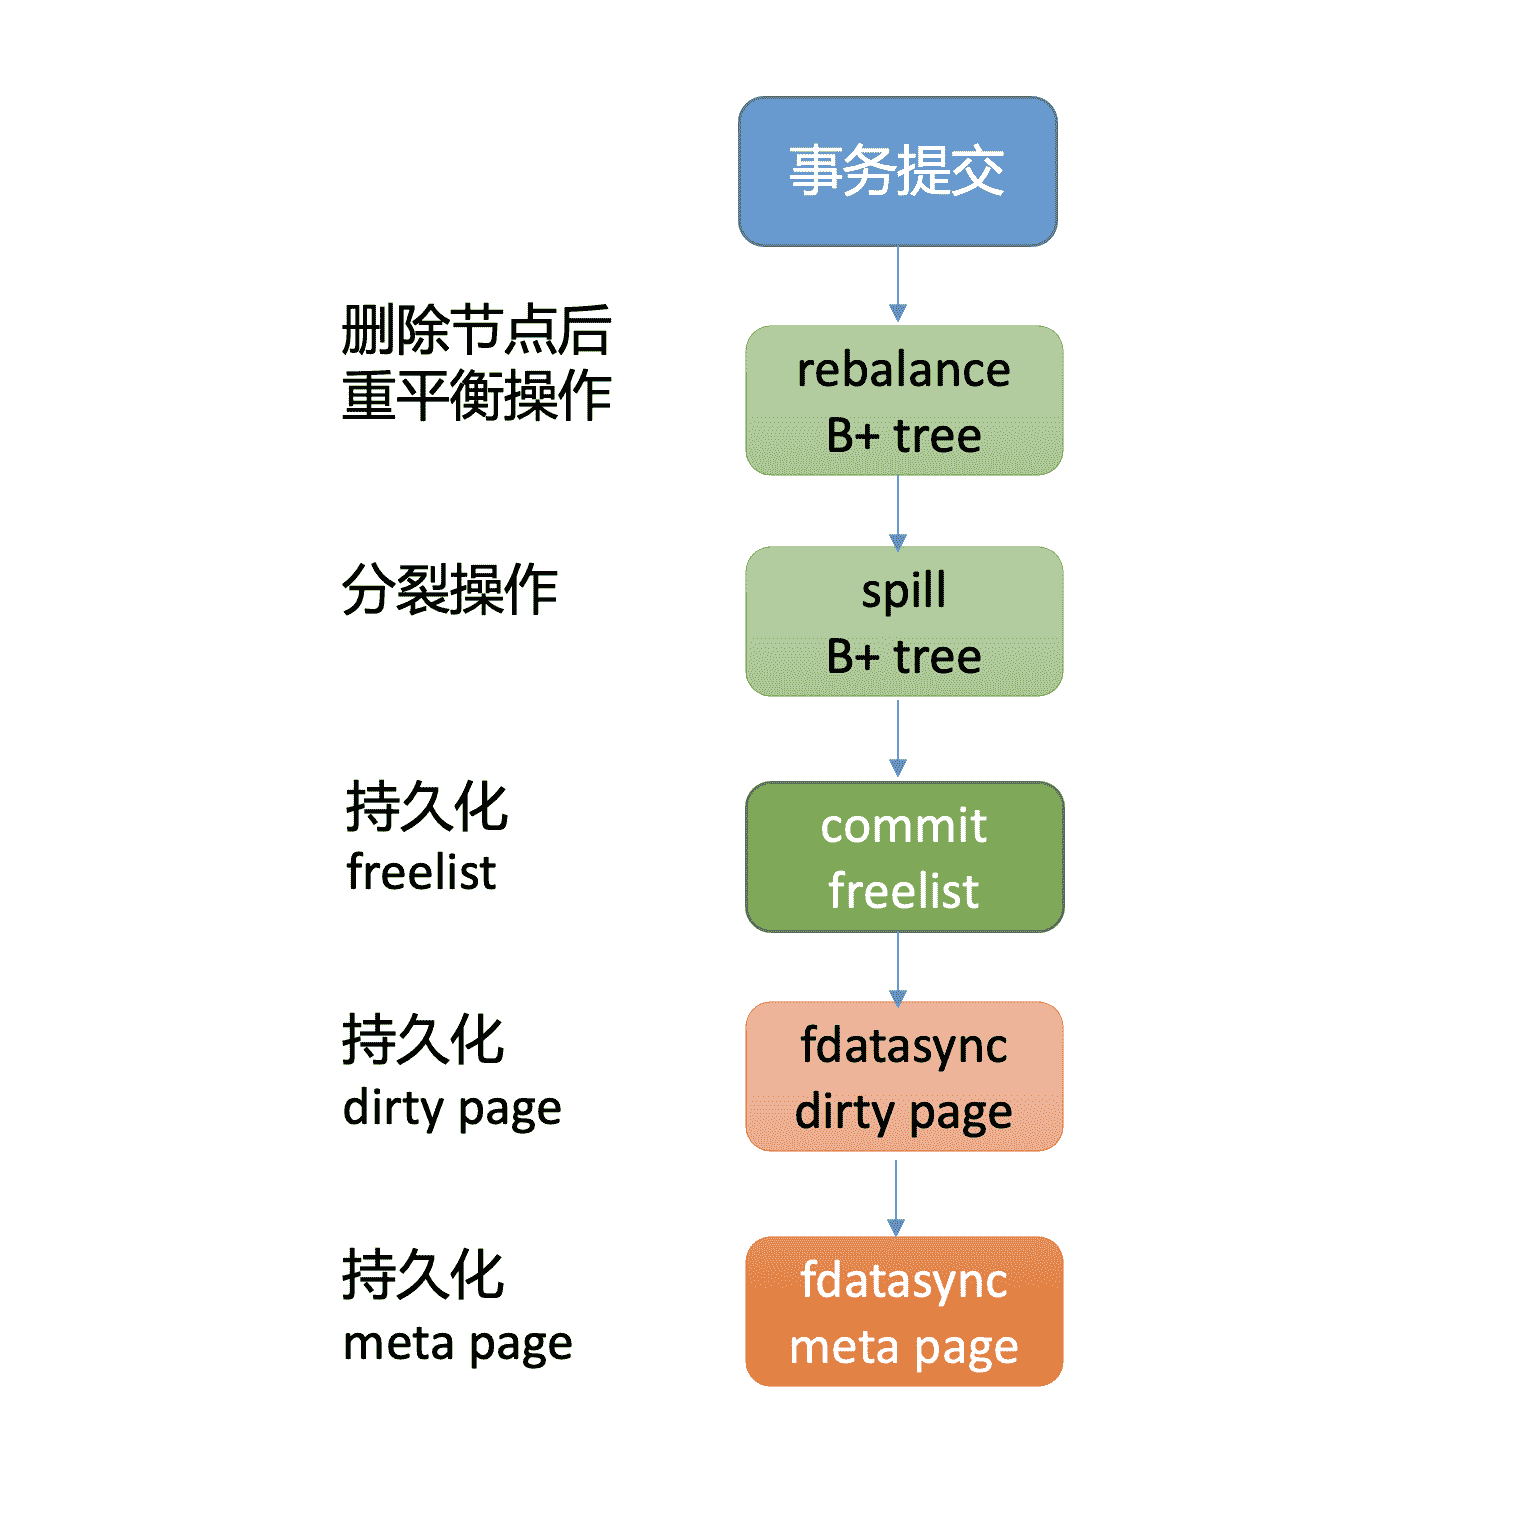 事务提交
删除节点后
重平衡操作
rebalance
B+ tree
分裂操作
spill
B+ tree
持久化
freelist
commit
freelist
持久化
dirty page
fdatasync
dirty page
持久化
meta page
fdatasync
meta page